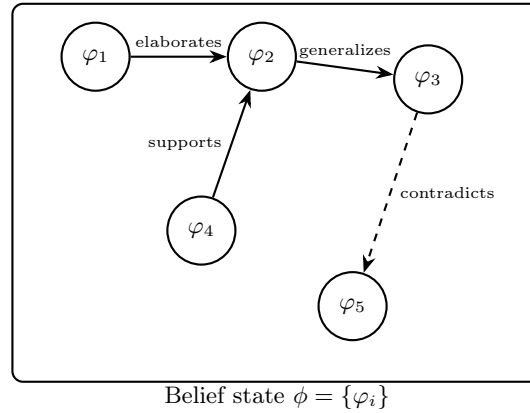 φ1
elaborates
φ2
generalizes
φ3
supports
contradicts
φ4
φ5
Belief state ϕ = {φi}